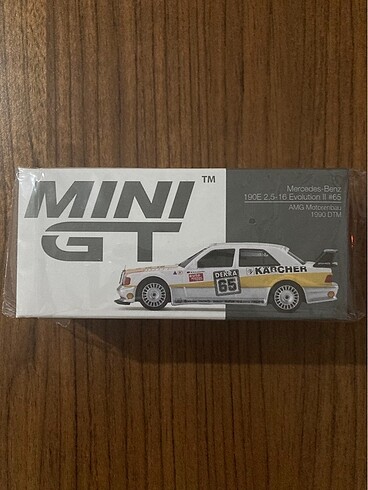 MINI
GT
TM
Mercedes-Benz
190E 2.5-16 Evolution II #65
AMG Motorenbau
1990 DTM
DEKRA
65
KÄRCHER